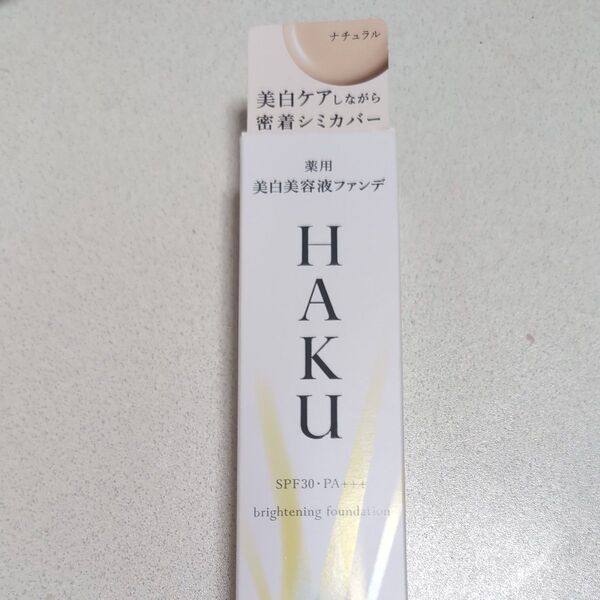 ナチュラル
美白ケアしながら
密着シミカバー
薬用
美白美容液ファンデ
HAKU
SPF30・PA+++
brightening foundation